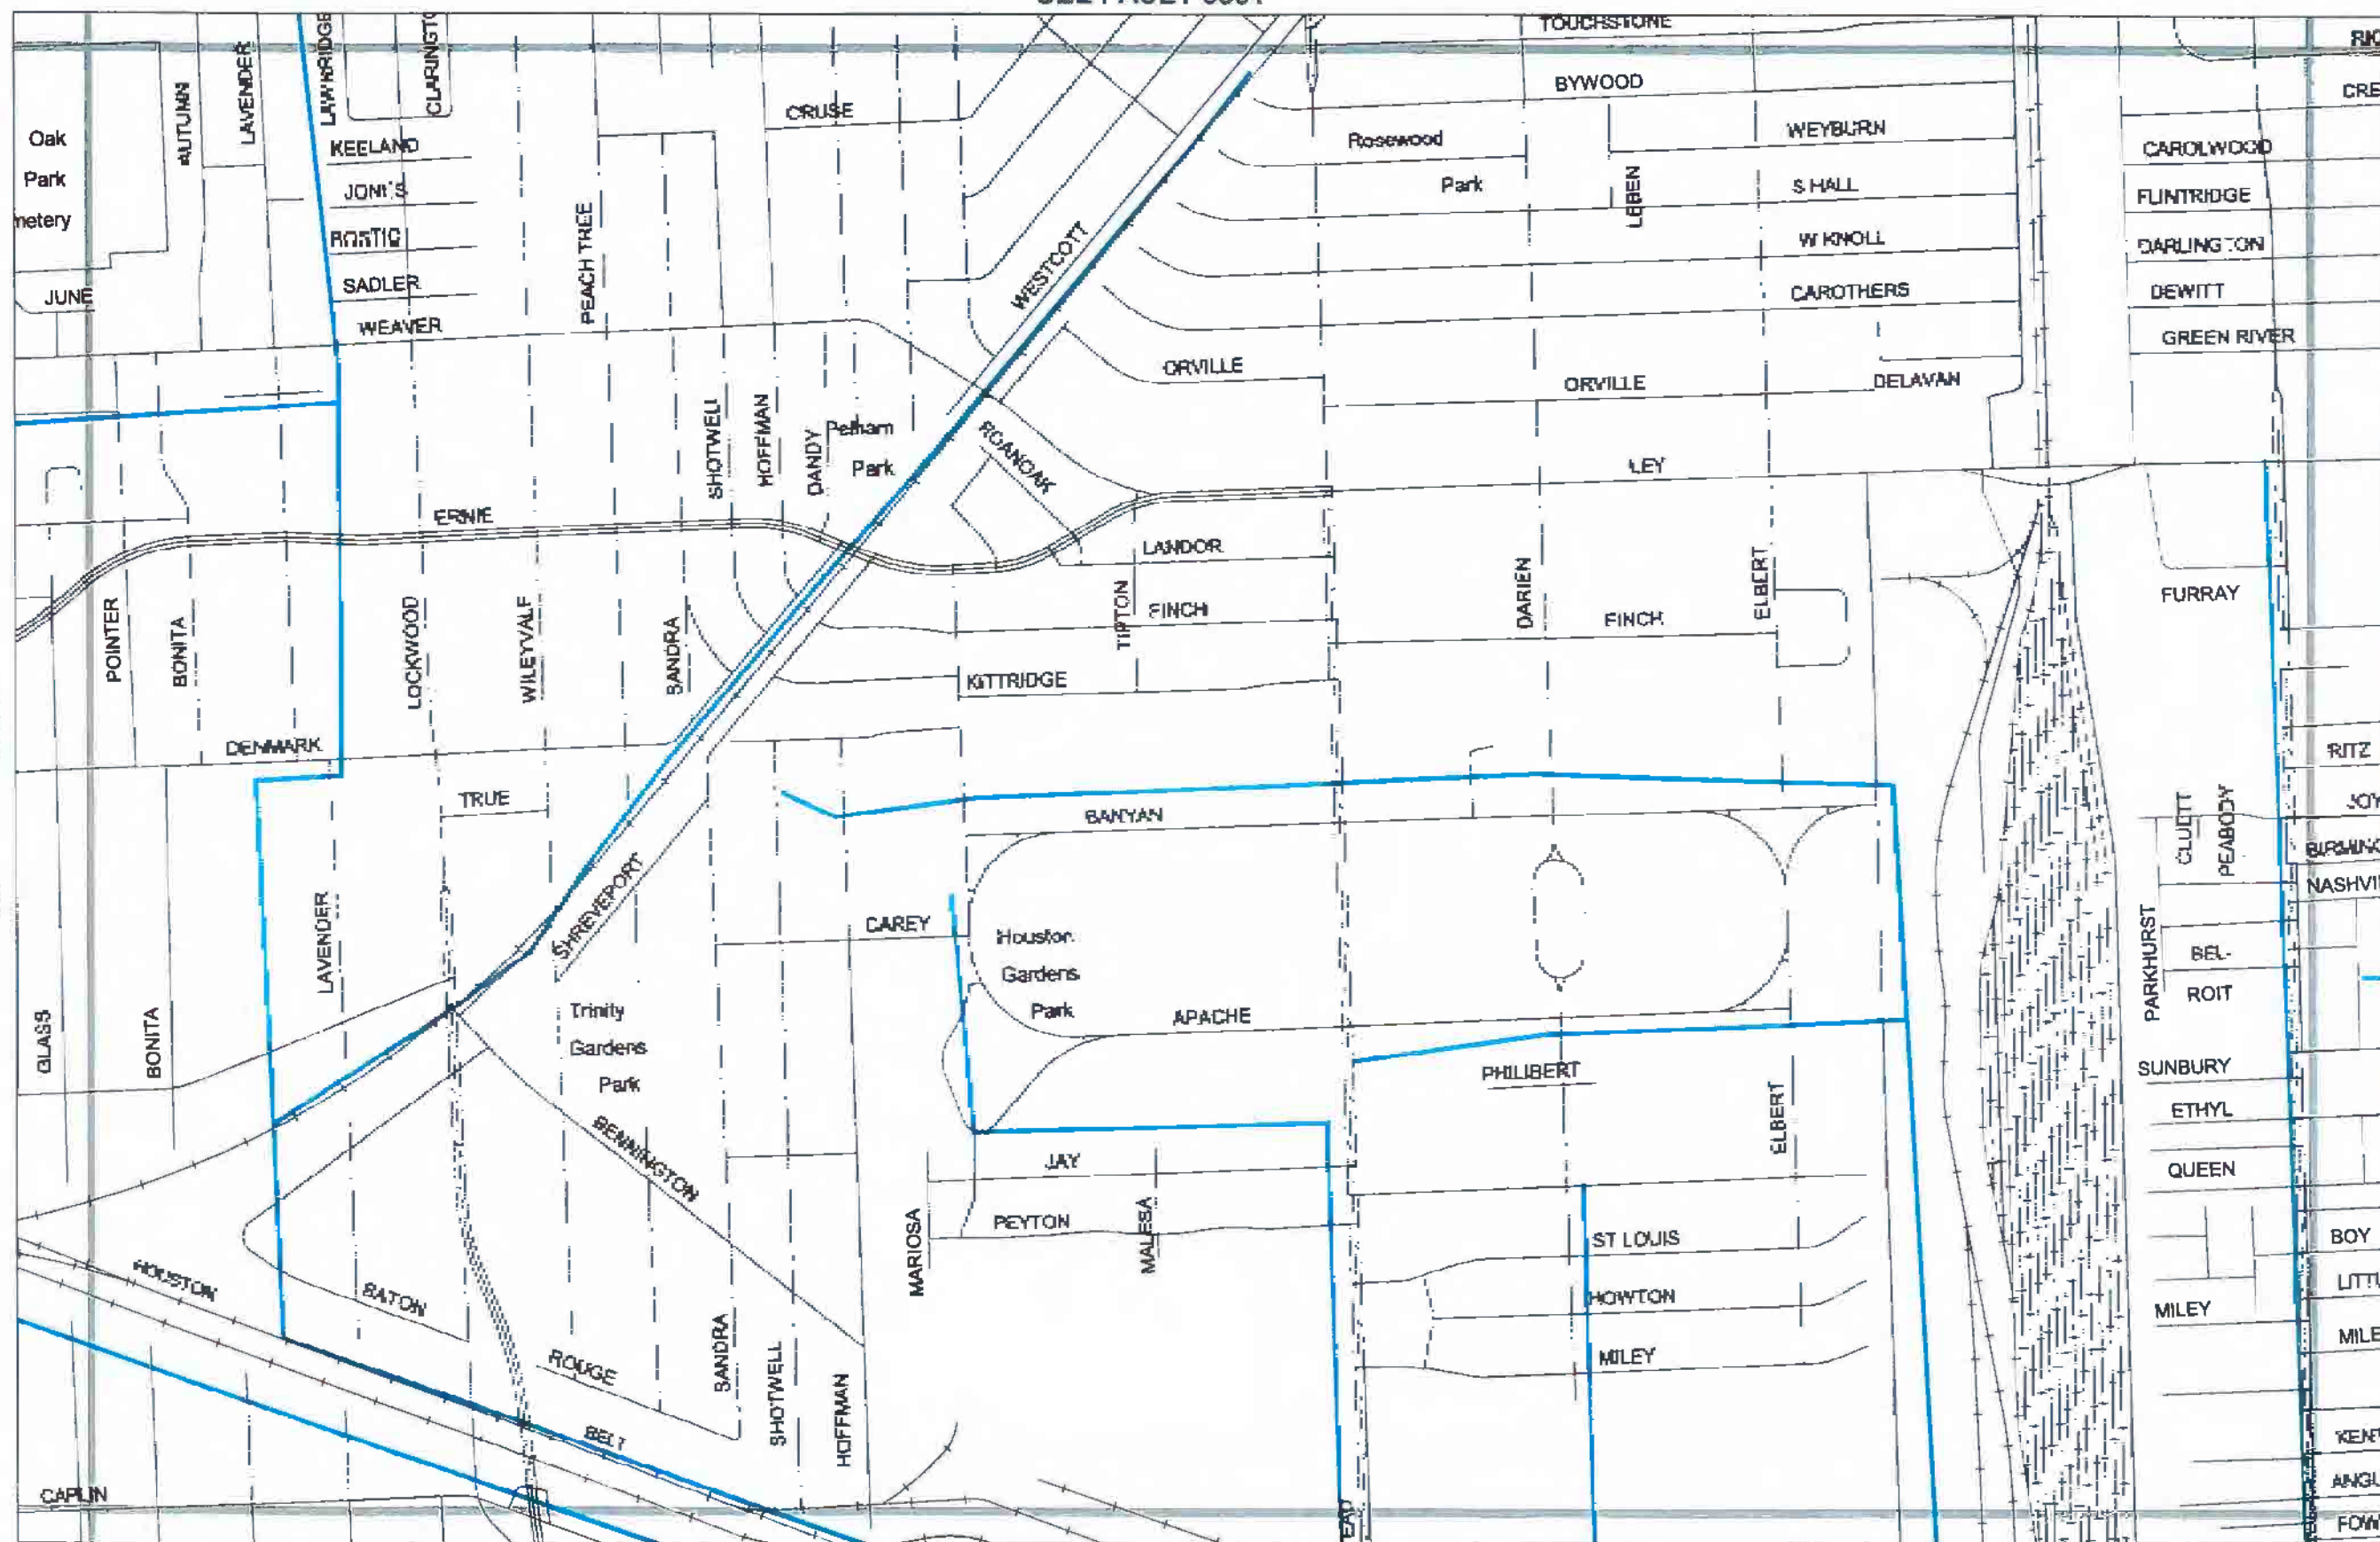 TOUCHSTONE
LAWNRIDGE
LAVENDER
AUTUMN
BYWOOD
CRUSE
Oak
Park
metery
KEELAND
Rosewood
Park
WEYBURN
CAROLWOOD
JONI'S
S HALL
FLINTRIDGE
LEBEN
PEACH TREE
W KNOLL
DARLINGTON
WESTCOTT
SADLER
JUNE
CAROTHERS
DEWITT
WEAVER
GREEN RIVER
ORVILLE
ORVILLE
DELAVAN
SHOTWELL
HOFFMAN
DANDY
Pelham
Park
ROANOAK
LEY
ERNIE
LANDOR
DARIEN
ELBERT
FURRAY
POINTER
BONITA
LOCKWOOD
WILEYVALE
SANDRA
TIPTON
FINCH
FINCH
KITTRIDGE
DENMARK
RITZ
TRUE
BANYAN
CLUETT
PEABODY
SHREVEPORT
LAVENDER
CAREY
Houston
Gardens
Park
PARKHURST
BEL-
ROIT
GLASS
BONITA
Trinity
Gardens
Park
APACHE
PHILIBERT
SUNBURY
ETHYL
BENNINGTON
ELBERT
JAY
QUEEN
MARIOSA
PEYTON
MALESA
ST LOUIS
BOY
HOUSTON
BATON
HOWTON
MILEY
ROUGE
SANDRA
SHOTWELL
HOFFMAN
MILEY
BELT
CAPLIN